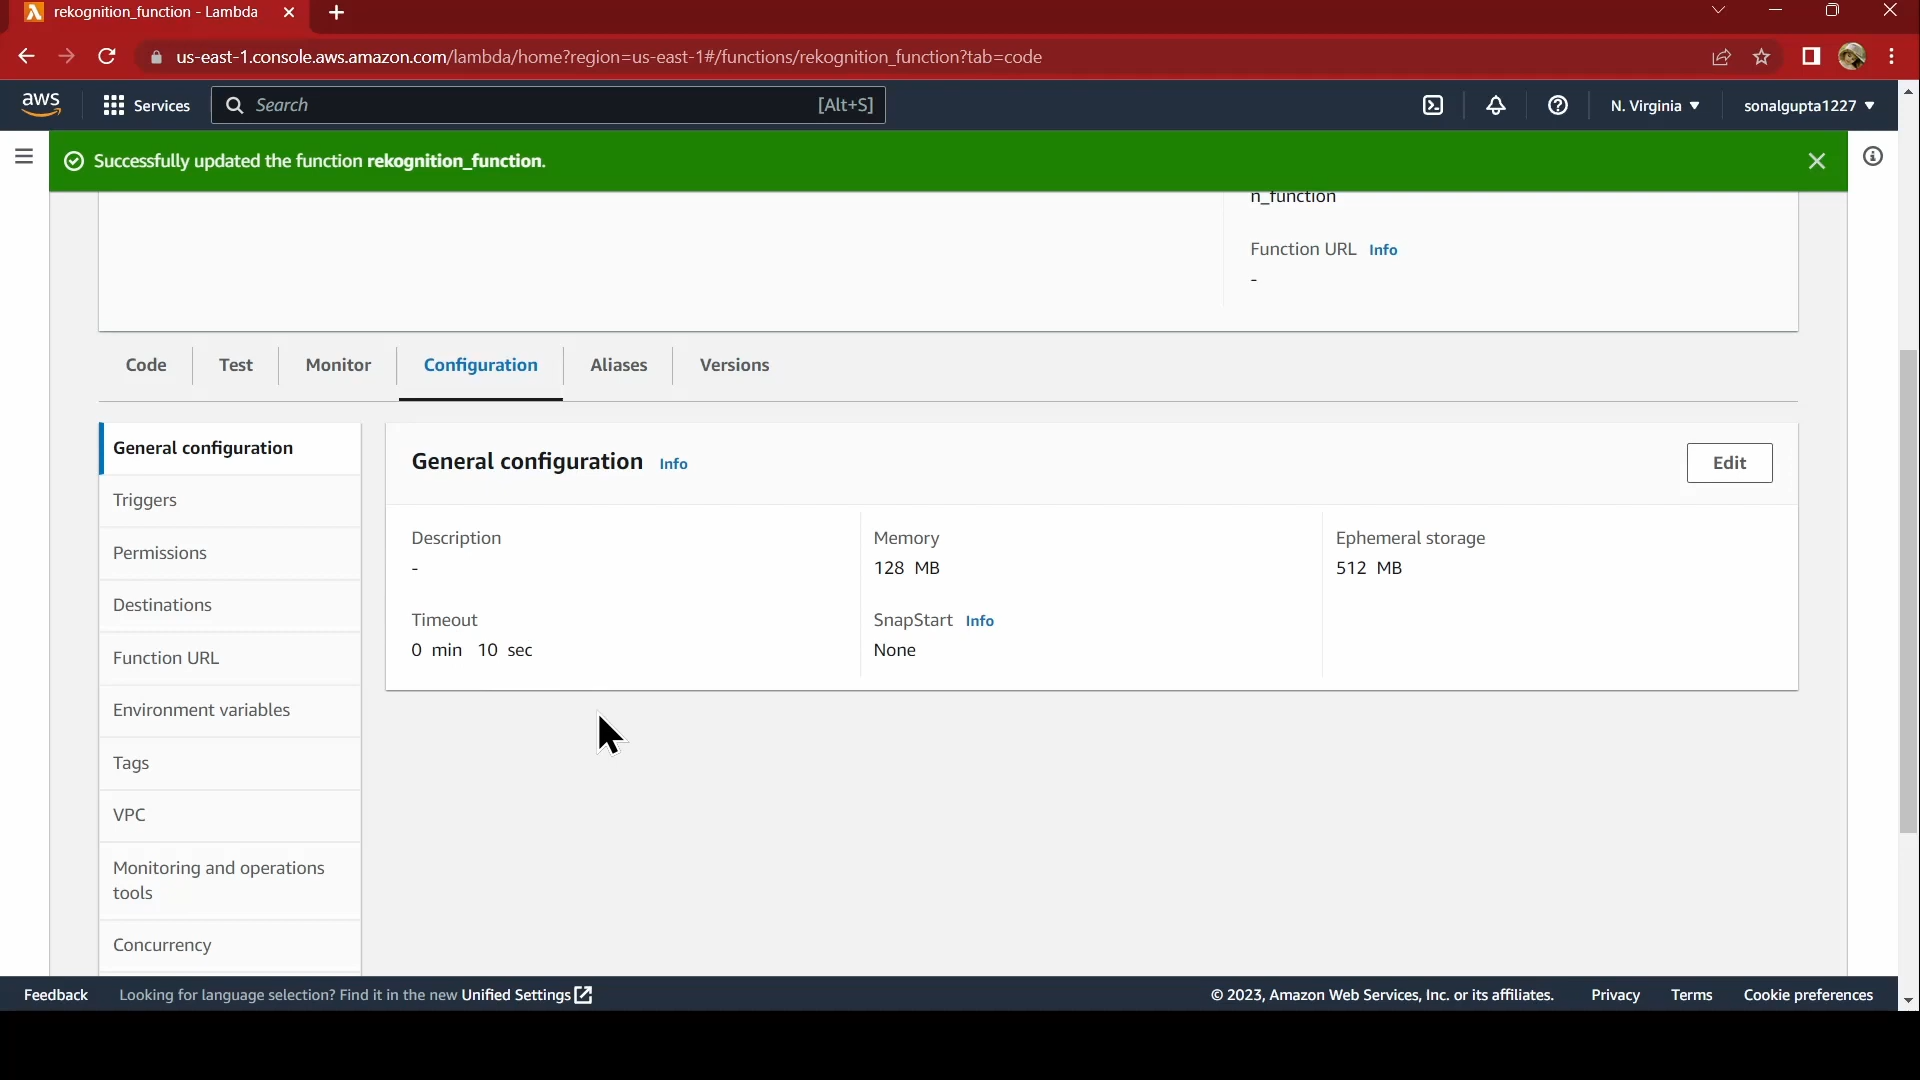 rekognition_function - Lambda
us-east-1.console.aws.amazon.com/lambda/home?region=us-east-1#/functions/rekognition_function?tab=code
aws Services Search [Alt+S] N. Virginia sonalgupta1227
Successfully updated the function rekognition_function.
n_function
Function URL Info
-
Code Test Monitor Configuration Aliases Versions
General configuration
Triggers
Permissions
Destinations
Function URL
Environment variables
Tags
VPC
Monitoring and operations
tools
Concurrency
General configuration Info Edit
Description
-
Memory
128 MB
Ephemeral storage
512 MB
Timeout
0 min 10 sec
SnapStart Info
None
Feedback Looking for language selection? Find it in the new Unified Settings © 2023, Amazon Web Services, Inc. or its affiliates. Privacy Terms Cookie preferences